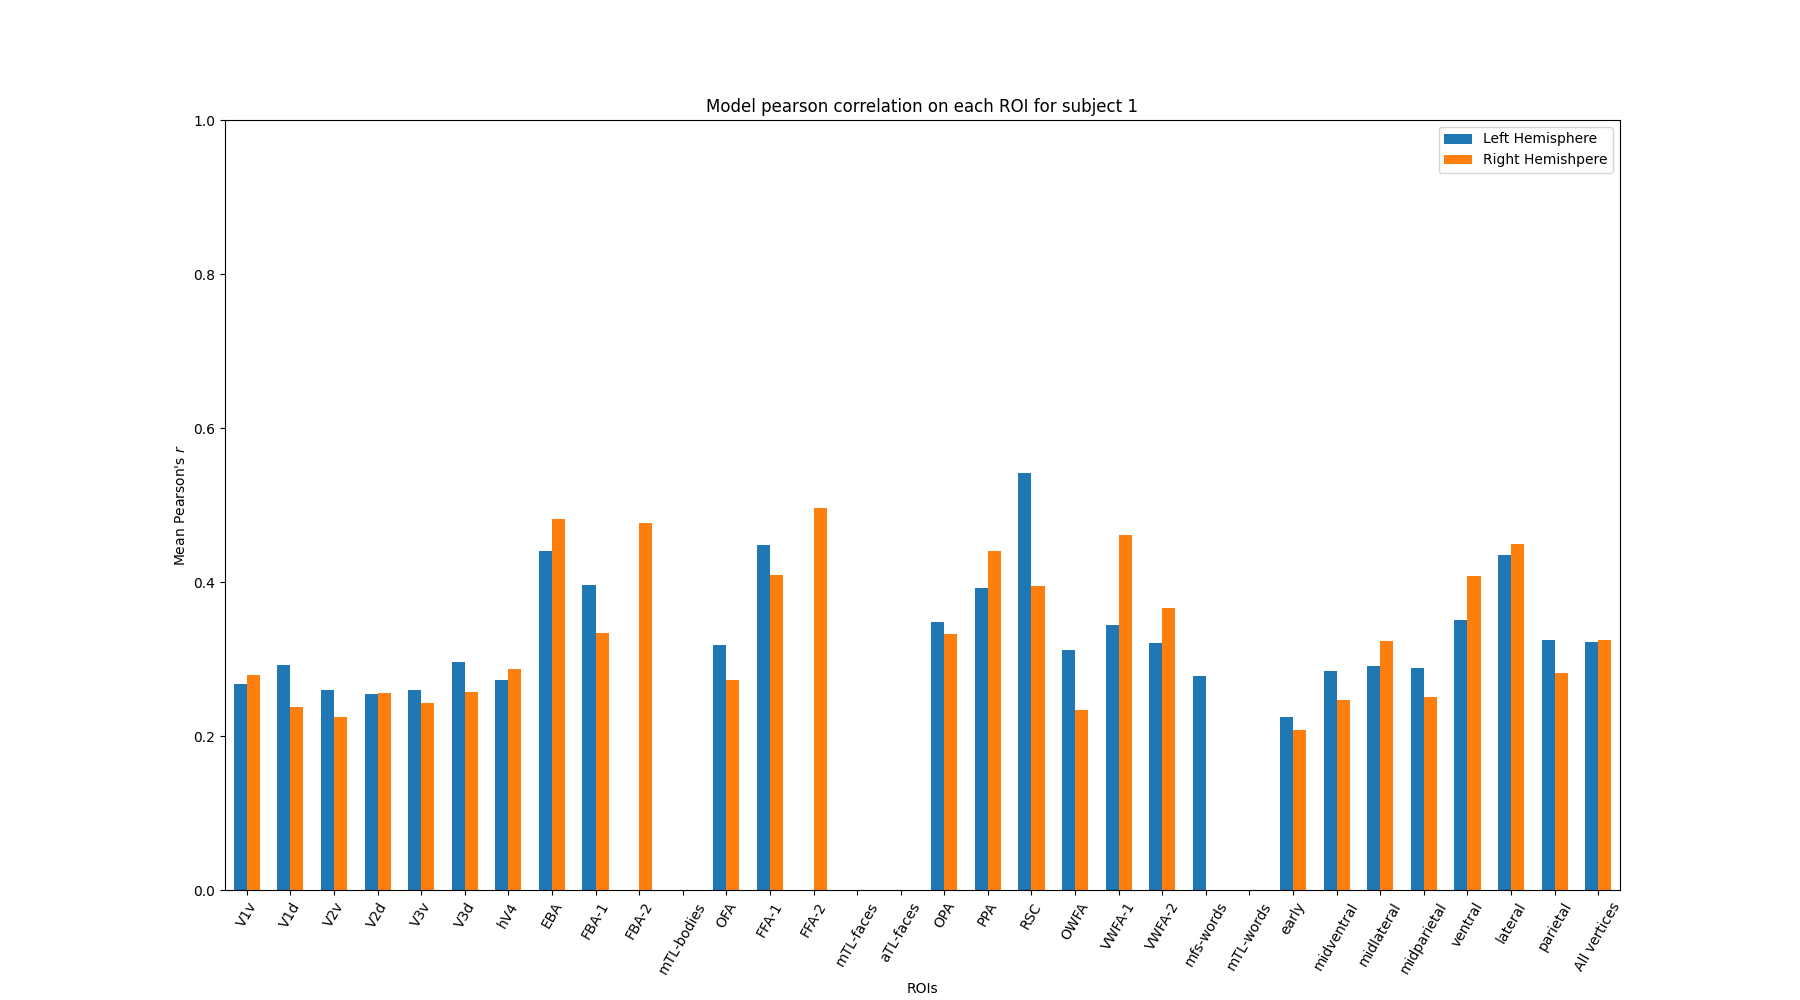 Model pearson correlation on each ROI for subject 1
1.0
Left Hemisphere
Right Hemishpere
0.8
0.6
Mean Pearson's r
0.4
0.2
0.0
V1v
V1d
V2v
V2d
V3v
V3d
hV4
EBA
FBA-1
FBA-2
mTL-bodies
OFA
FFA-1
FFA-2
mTL-faces
aTL-faces
OPA
PPA
RSC
OWFA
VWFA-1
VWFA-2
mfs-words
mTL-words
early
midventral
midlateral
midparietal
ventral
lateral
parietal
All vertices
ROIs